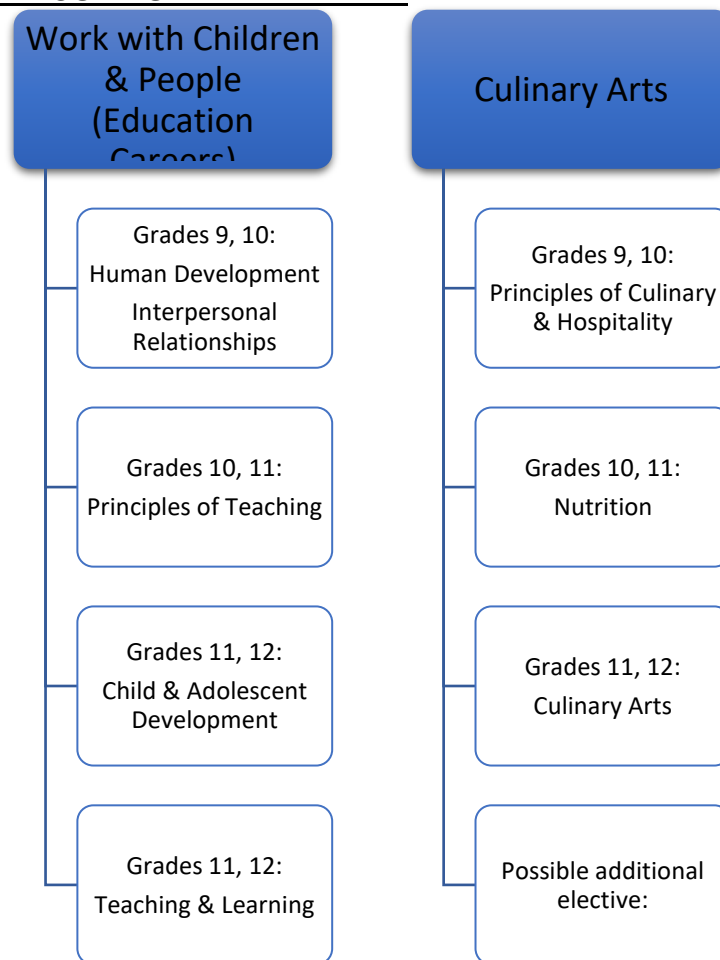 Work with Children
& People
(Education
Careers)
Grades 9, 10:
Human Development
Interpersonal
Relationships
Grades 10, 11:
Principles of Teaching
Grades 11, 12:
Child & Adolescent
Development
Grades 11, 12:
Teaching & Learning
Culinary Arts
Grades 9, 10:
Principles of Culinary
& Hospitality
Grades 10, 11:
Nutrition
Grades 11, 12:
Culinary Arts
Possible additional
elective: